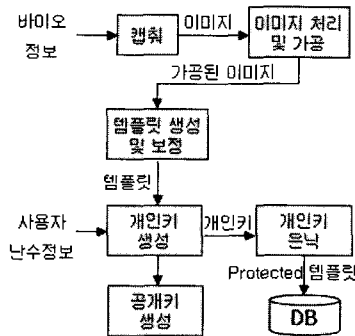 바이오
정보
캡춰
이미지
이미지 처리
및 가공
가공된 이미지
템플릿 생성
및 보정
템플릿
사용자
난수정보
개인키
생성
개인키
개인키
은낙
Protected 템플릿
공개키
생성
DB